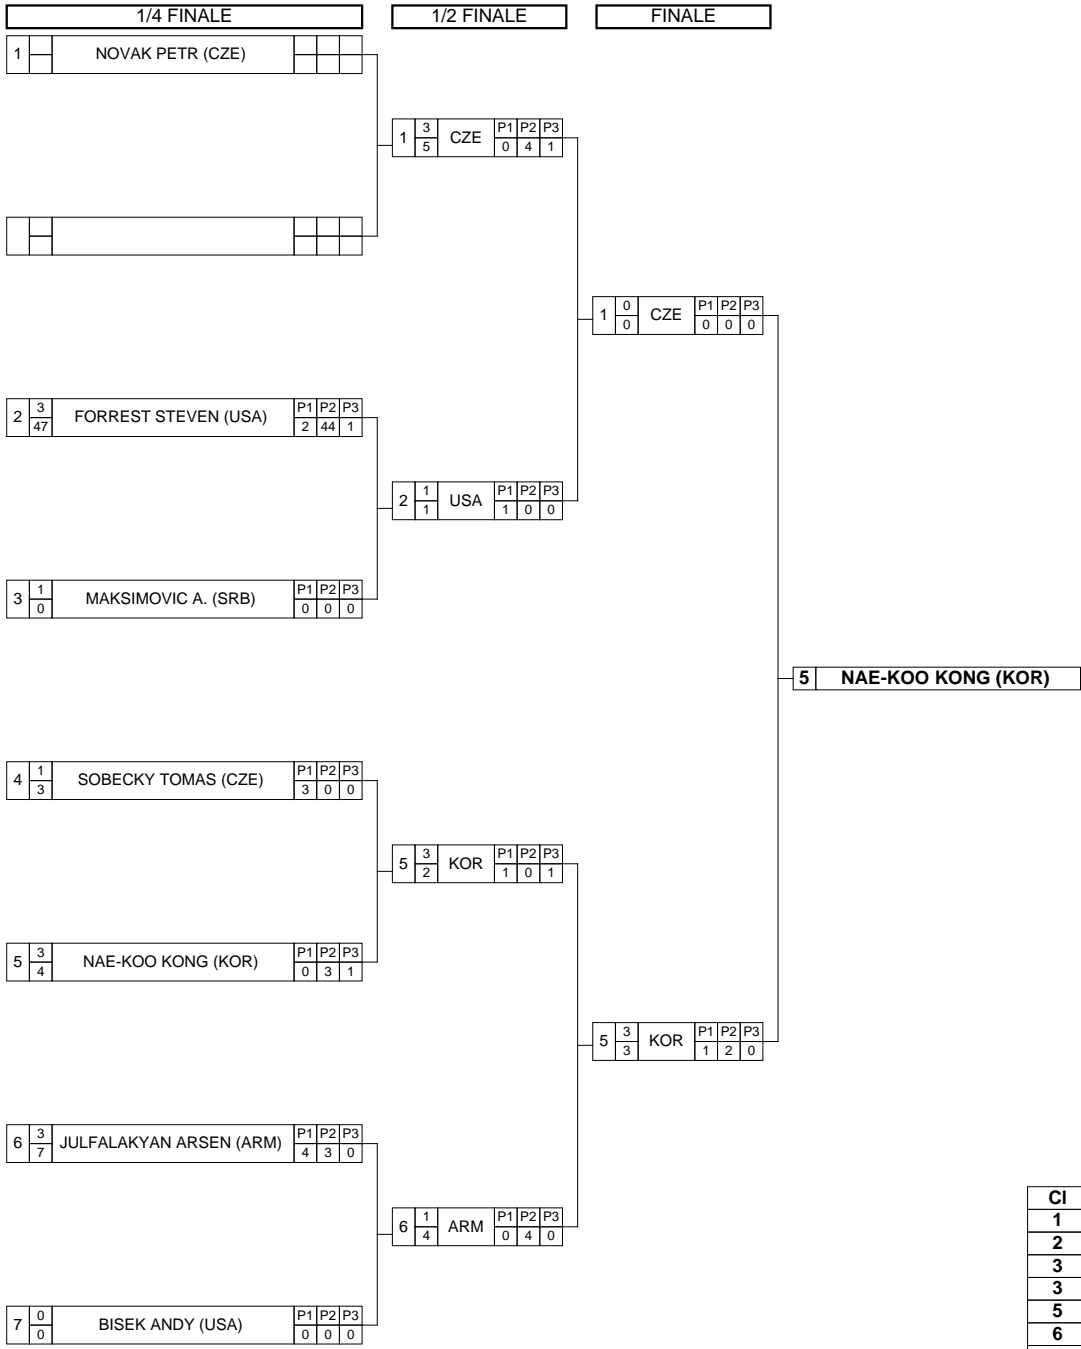 1/4 FINALE 1/2 FINALE FINALE
1 NOVAK PETR (CZE)
1 3 5 CZE P1 P2 P3 0 4 1
1 0 0 CZE P1 P2 P3 0 0 0
2 3 47 FORREST STEVEN (USA) P1 P2 P3 2 44 1
2 1 1 USA P1 P2 P3 1 0 0
3 1 0 MAKSIMOVIC A. (SRB) P1 P2 P3 0 0 0
5 NAE-KOO KONG (KOR)
4 1 3 SOBECKY TOMAS (CZE) P1 P2 P3 3 0 0
5 3 2 KOR P1 P2 P3 1 0 1
5 3 4 NAE-KOO KONG (KOR) P1 P2 P3 0 3 1
5 3 3 KOR P1 P2 P3 1 2 0
6 3 7 JULFALAKYAN ARSEN (ARM) P1 P2 P3 4 3 0
6 1 4 ARM P1 P2 P3 0 4 0
7 0 0 BISEK ANDY (USA) P1 P2 P3 0 0 0
Cl
1
2
3
3
5
6